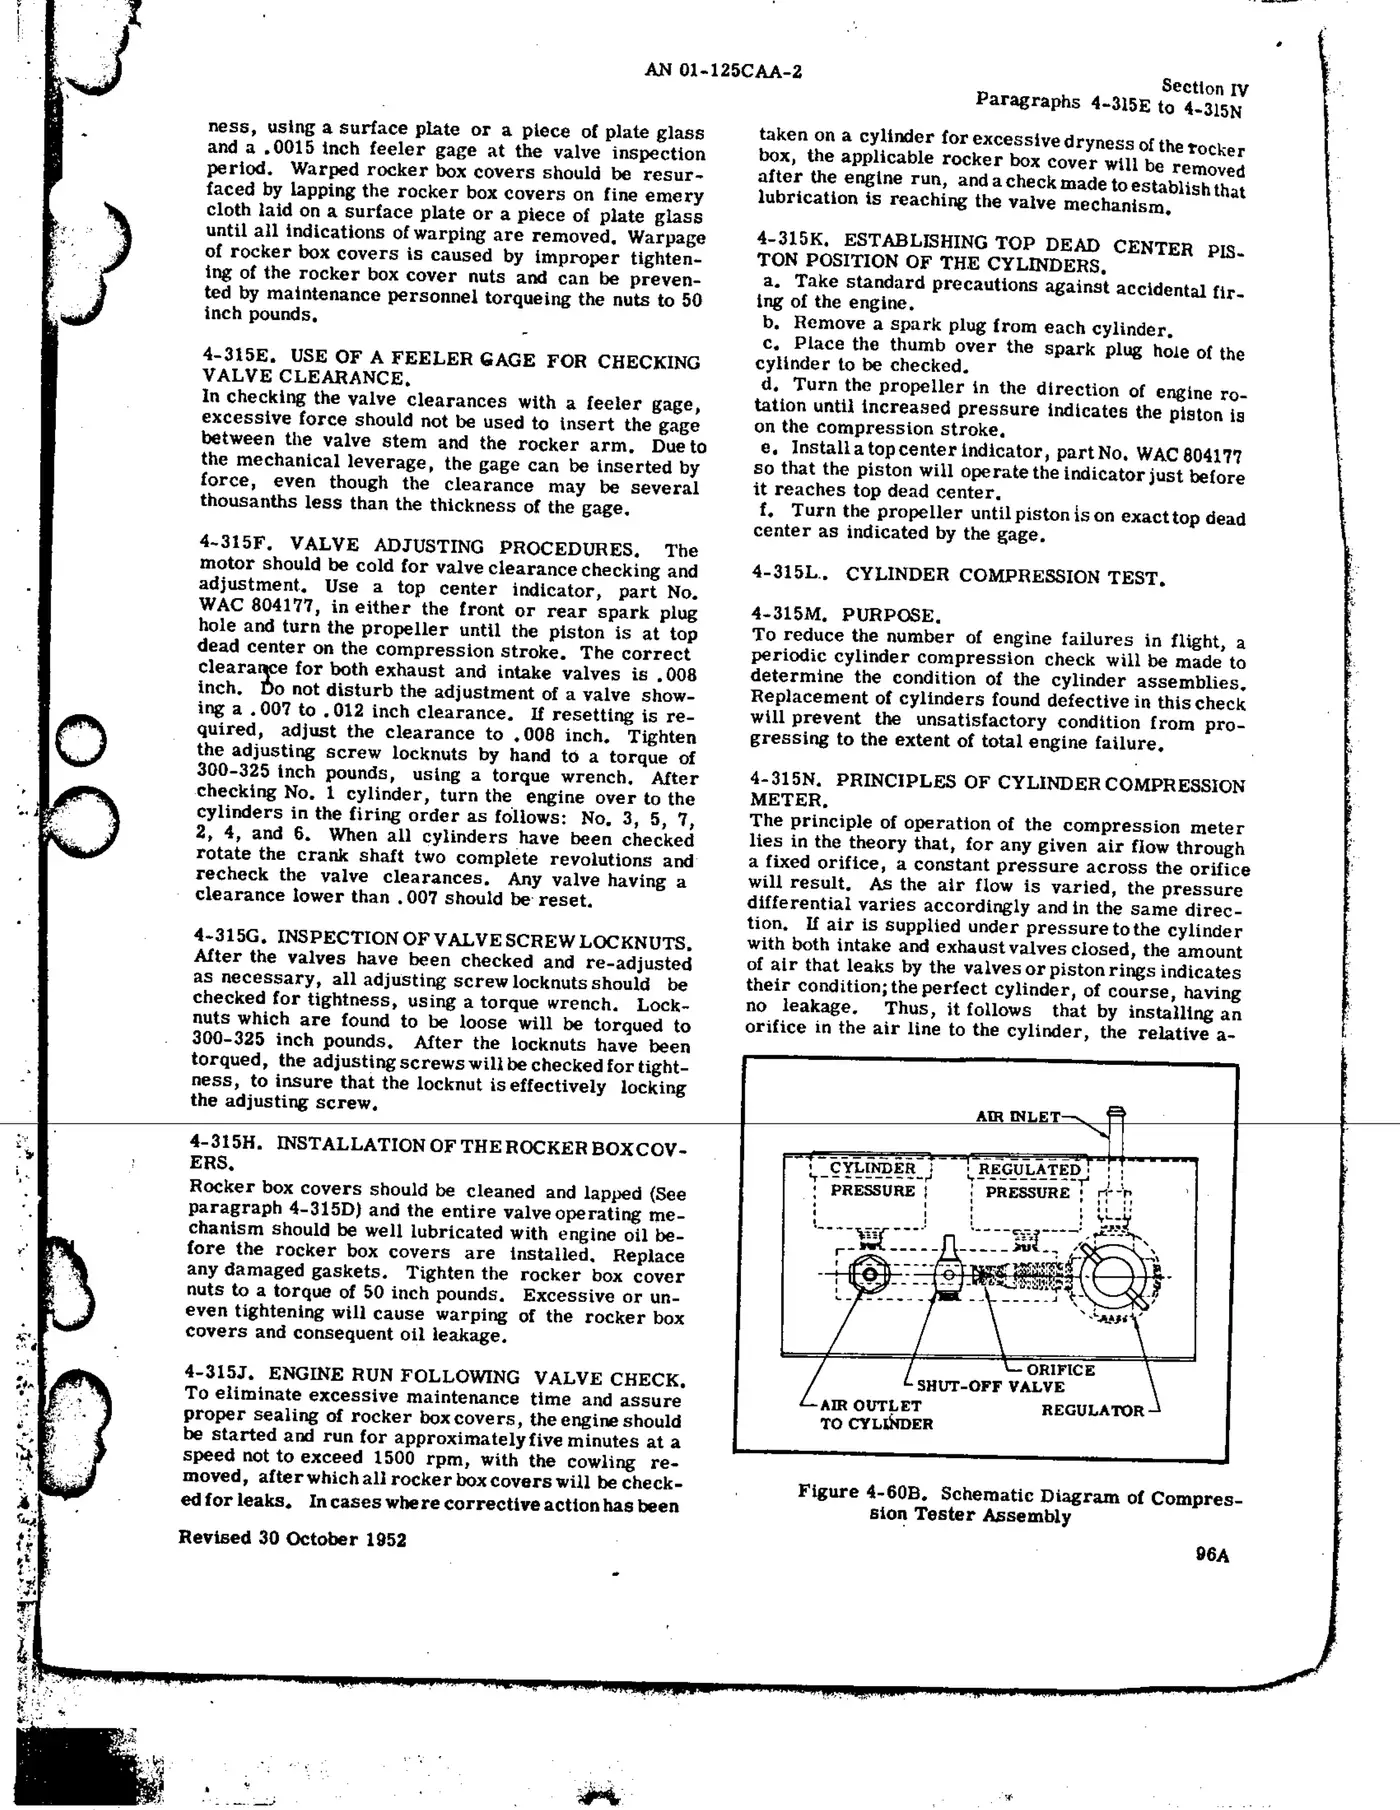 AN 01-125CAA-2
Section IV
Paragraphs 4-315E to 4-315N
ness, using a surface plate or a piece of plate glass
and a .0015 inch feeler gage at the valve inspection
period. Warped rocker box covers should be resur-
faced by lapping the rocker box covers on fine emery
cloth laid on a surface plate or a piece of plate glass
until all indications of warping are removed. Warpage
of rocker box covers is caused by improper tighten-
ing of the rocker box cover nuts and can be preven-
ted by maintenance personnel torqueing the nuts to 50
inch pounds.
4-315E. USE OF A FEELER GAGE FOR CHECKING
VALVE CLEARANCE.
In checking the valve clearances with a feeler gage,
excessive force should not be used to insert the gage
between the valve stem and the rocker arm. Due to
the mechanical leverage, the gage can be inserted by
force, even though the clearance may be several
thousanths less than the thickness of the gage.
4-315F. VALVE ADJUSTING PROCEDURES. The
motor should be cold for valve clearance checking and
adjustment. Use a top center indicator, part No.
WAC 804177, in either the front or rear spark plug
hole and turn the propeller until the piston is at top
dead center on the compression stroke. The correct
clearance for both exhaust and intake valves is .008
inch. Do not disturb the adjustment of a valve show-
ing a .007 to .012 inch clearance. If resetting is re-
quired, adjust the clearance to .008 inch. Tighten
the adjusting screw locknuts by hand to a torque of
300-325 inch pounds, using a torque wrench. After
checking No. 1 cylinder, turn the engine over to the
cylinders in the firing order as follows: No. 3, 5, 7,
2, 4, and 6. When all cylinders have been checked
rotate the crank shaft two complete revolutions and
recheck the valve clearances. Any valve having a
clearance lower than .007 should be reset.
4-315G. INSPECTION OF VALVE SCREW LOCKNUTS.
After the valves have been checked and re-adjusted
as necessary, all adjusting screw locknuts should be
checked for tightness, using a torque wrench. Lock-
nuts which are found to be loose will be torqued to
300-325 inch pounds. After the locknuts have been
torqued, the adjusting screws will be checked for tight-
ness, to insure that the locknut is effectively locking
the adjusting screw.
4-315H. INSTALLATION OF THE ROCKER BOX COV-
ERS.
Rocker box covers should be cleaned and lapped (See
paragraph 4-315D) and the entire valve operating me-
chanism should be well lubricated with engine oil be-
fore the rocker box covers are installed. Replace
any damaged gaskets. Tighten the rocker box cover
nuts to a torque of 50 inch pounds. Excessive or un-
even tightening will cause warping of the rocker box
covers and consequent oil leakage.
4-315J. ENGINE RUN FOLLOWING VALVE CHECK.
To eliminate excessive maintenance time and assure
proper sealing of rocker box covers, the engine should
be started and run for approximately five minutes at a
speed not to exceed 1500 rpm, with the cowling re-
moved, after which all rocker box covers will be check-
ed for leaks. In cases where corrective action has been
Revised 30 October 1952
taken on a cylinder for excessive dryness of the rocker
box, the applicable rocker box cover will be removed
after the engine run, and a check made to establish that
lubrication is reaching the valve mechanism.
4-315K. ESTABLISHING TOP DEAD CENTER PIS-
TON POSITION OF THE CYLINDERS.
a. Take standard precautions against accidental fir-
ing of the engine.
b. Remove a spark plug from each cylinder.
c. Place the thumb over the spark plug hole of the
cylinder to be checked.
d. Turn the propeller in the direction of engine ro-
tation until increased pressure indicates the piston is
on the compression stroke.
e. Install a top center indicator, part No. WAC 804177
so that the piston will operate the indicator just before
it reaches top dead center.
f. Turn the propeller until piston is on exact top dead
center as indicated by the gage.
4-315L. CYLINDER COMPRESSION TEST.
4-315M. PURPOSE.
To reduce the number of engine failures in flight, a
periodic cylinder compression check will be made to
determine the condition of the cylinder assemblies.
Replacement of cylinders found defective in this check
will prevent the unsatisfactory condition from pro-
gressing to the extent of total engine failure.
4-315N. PRINCIPLES OF CYLINDER COMPRESSION
METER.
The principle of operation of the compression meter
lies in the theory that, for any given air flow through
a fixed orifice, a constant pressure across the orifice
will result. As the air flow is varied, the pressure
differential varies accordingly and in the same direc-
tion. If air is supplied under pressure to the cylinder
with both intake and exhaust valves closed, the amount
of air that leaks by the valves or piston rings indicates
their condition; the perfect cylinder, of course, having
no leakage. Thus, it follows that by installing an
orifice in the air line to the cylinder, the relative a-
AIR INLET
CYLINDER
PRESSURE
REGULATED
PRESSURE
ORIFICE
SHUT-OFF VALVE
AIR OUTLET
TO CYLINDER
REGULATOR
Figure 4-60B. Schematic Diagram of Compres-
sion Tester Assembly
96A